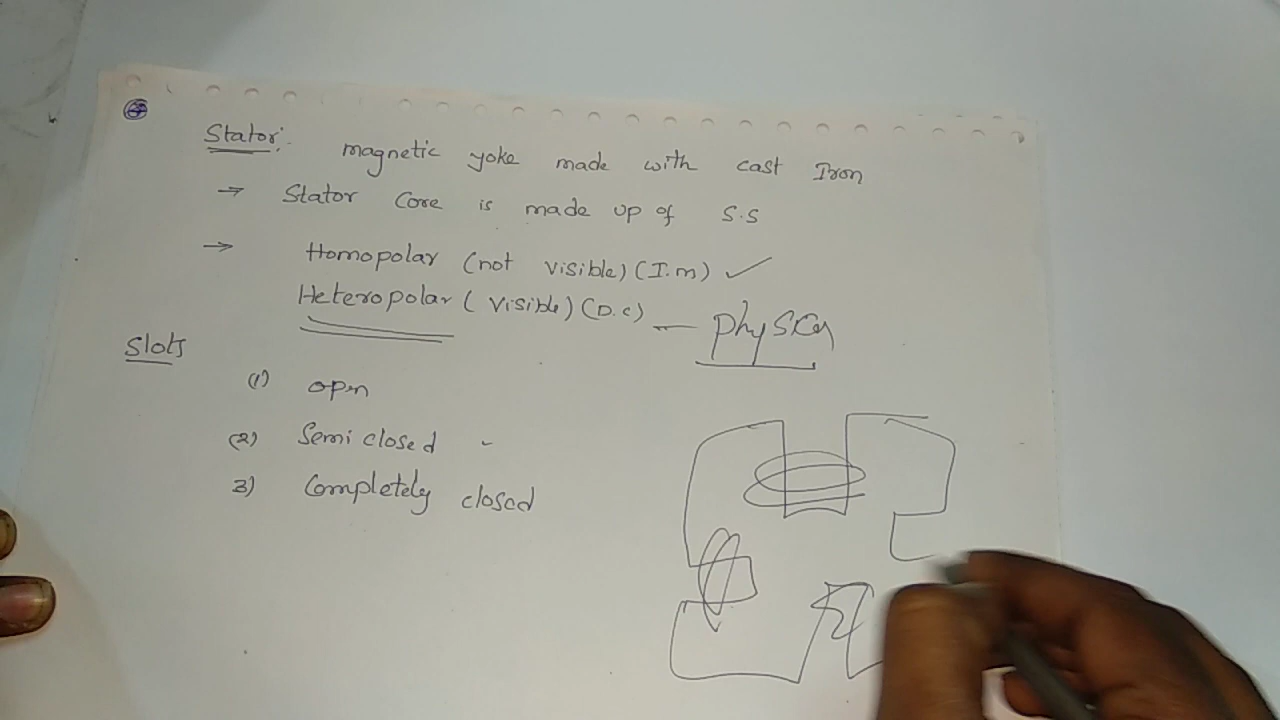 Stator:- magnetic yoke made with cast Iron
→ Stator Core is made up of S.S
→ Homopolar (not visible) (I.m) ✓
Heteropolar (visible) (D.C) —
Slots
(1) open
(2) Semi closed -
3) Completely closed